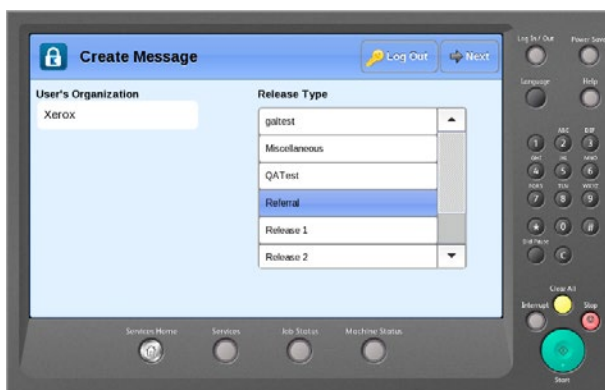 Create Message
Log Out
Next
User's Organization
Xerox
Release Type
gaitest
Miscellaneous
QATest
Referral
Release 1
Release 2
Services Home
Services
Job Status
Machine Status
Log In / Out
Power Saver
Language
Help
1
ABC
2
DEF
3
GHI
4
JKL
5
MNO
6
PQRS
7
TUV
8
WXYZ
9
*
0
#
Dial Pause
C
Clear All
Interrupt
Stop
Start